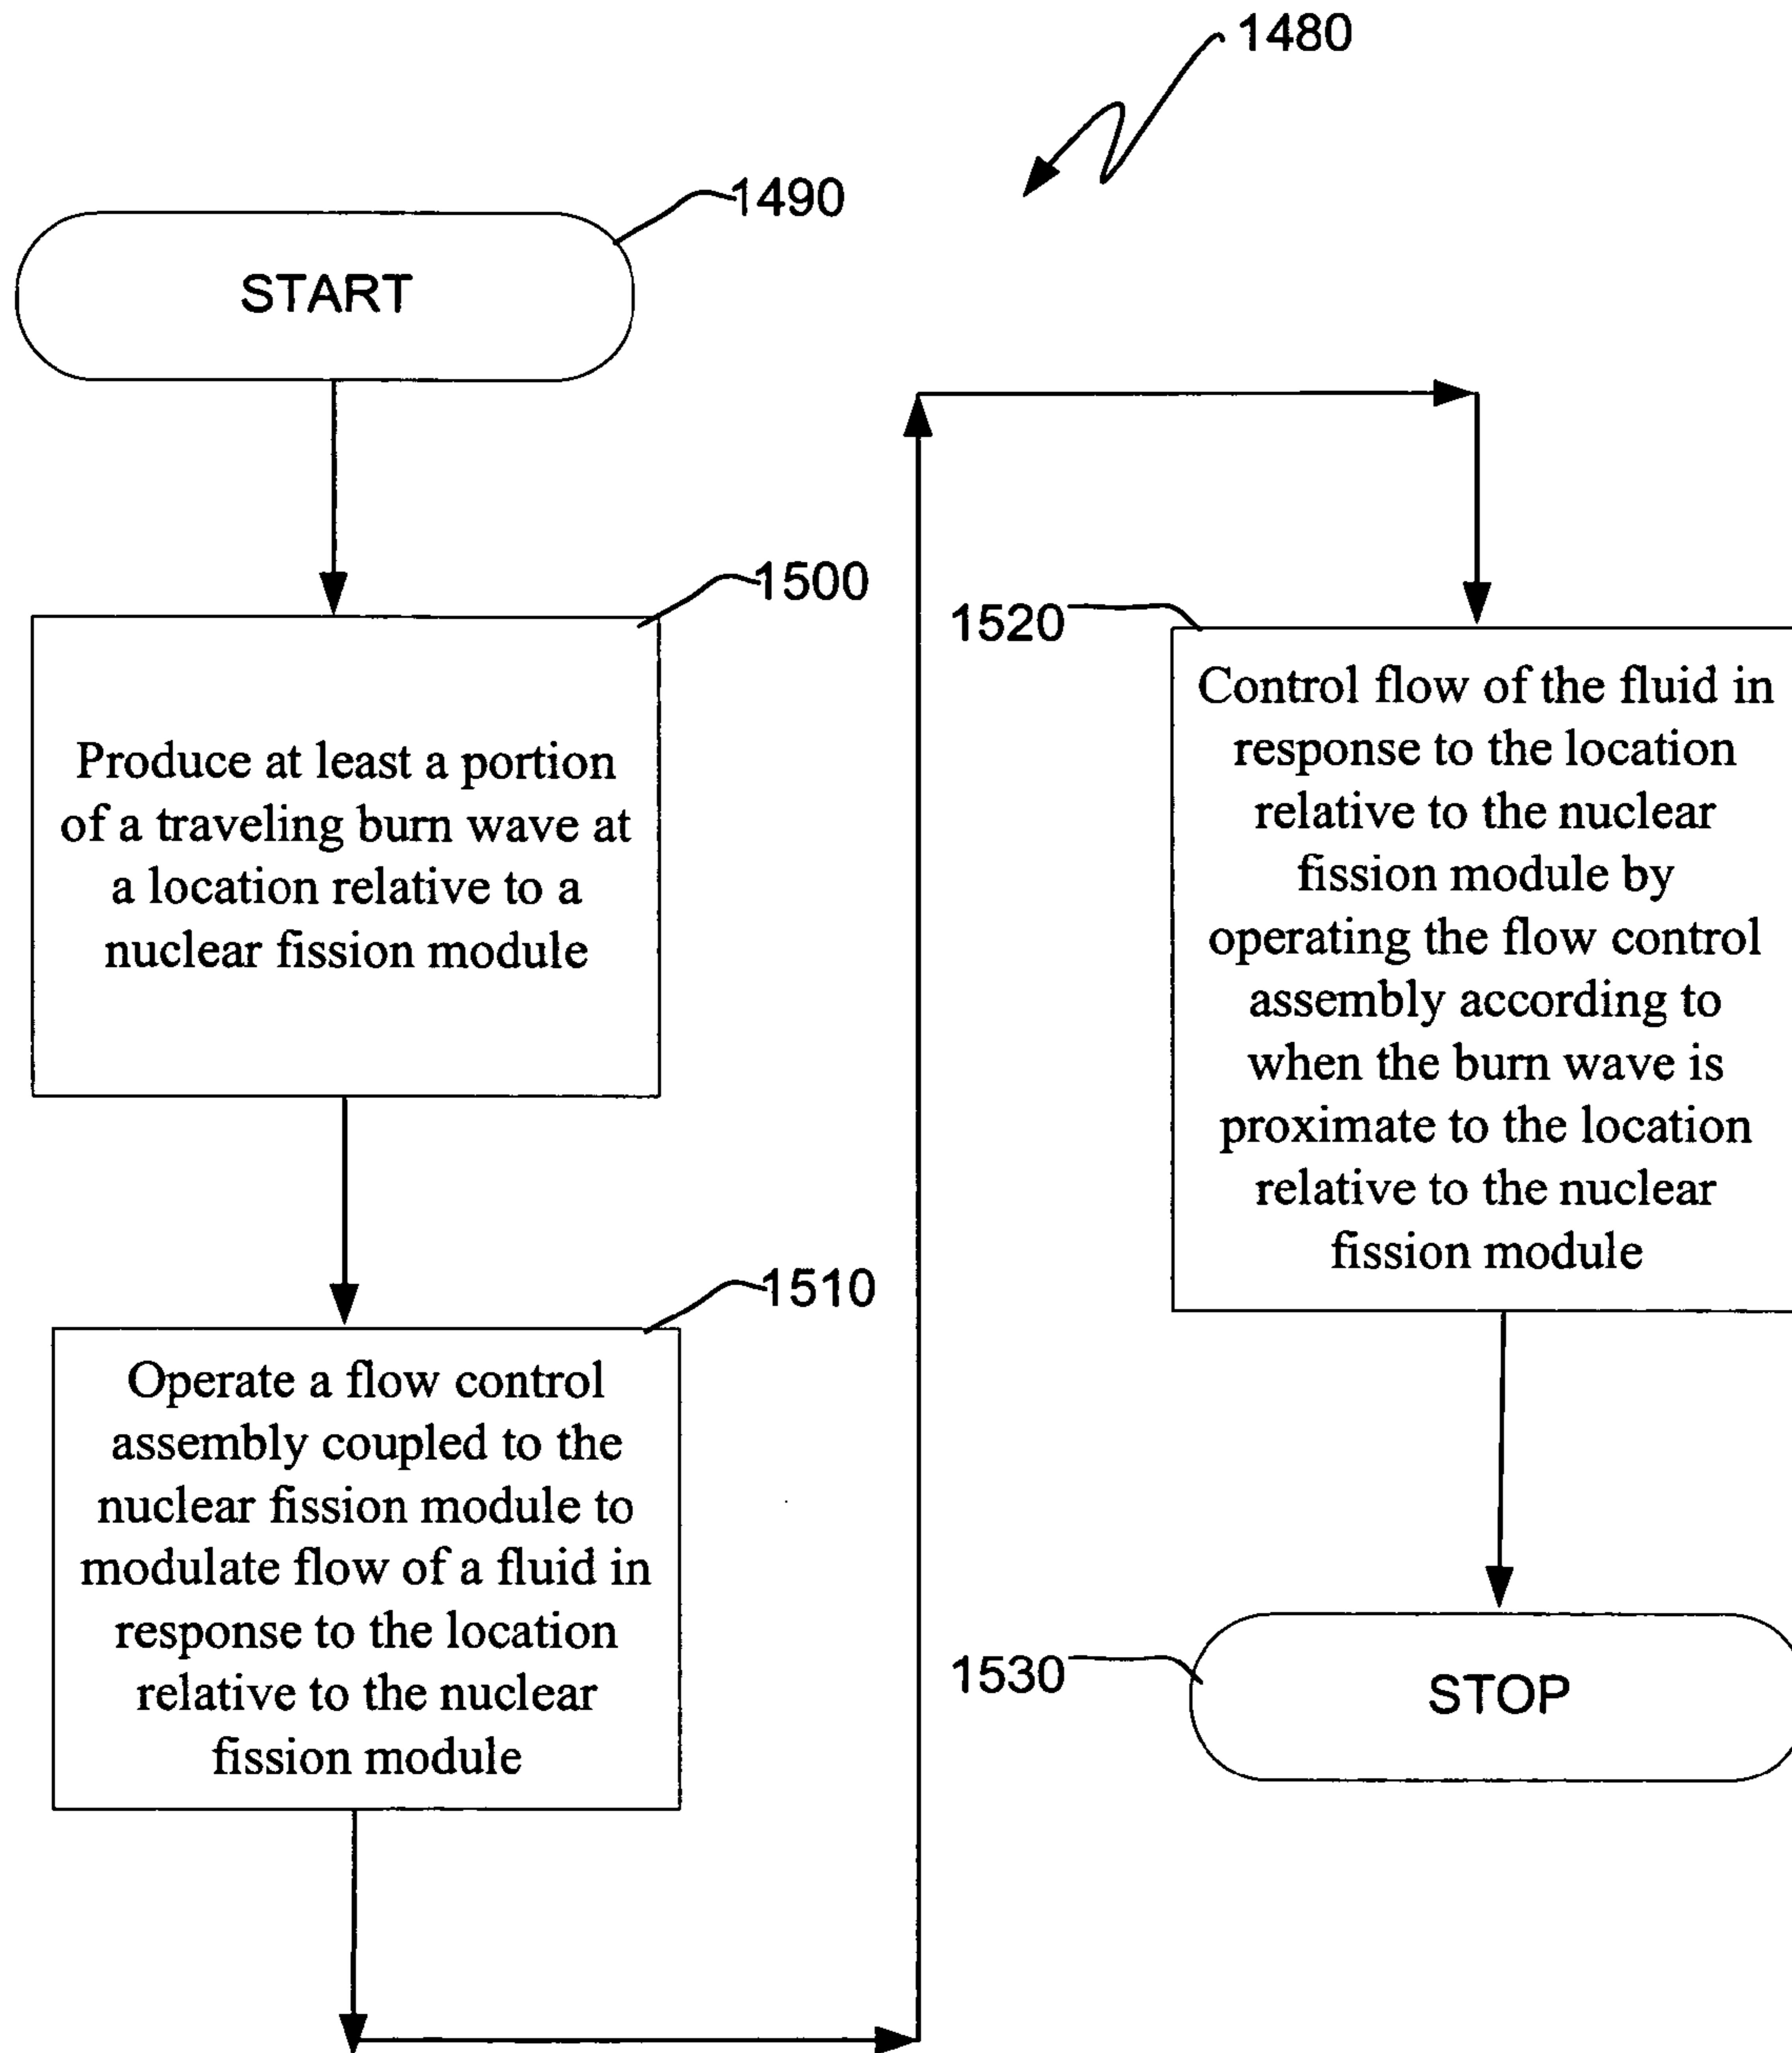 1480
1490
START
1500
Produce at least a portion
of a traveling burn wave at
a location relative to a
nuclear fission module
1510
Operate a flow control
assembly coupled to the
nuclear fission module to
modulate flow of a fluid in
response to the location
relative to the nuclear
fission module
1520
Control flow of the fluid in
response to the location
relative to the nuclear
fission module by
operating the flow control
assembly according to
when the burn wave is
proximate to the location
relative to the nuclear
fission module
1530
STOP